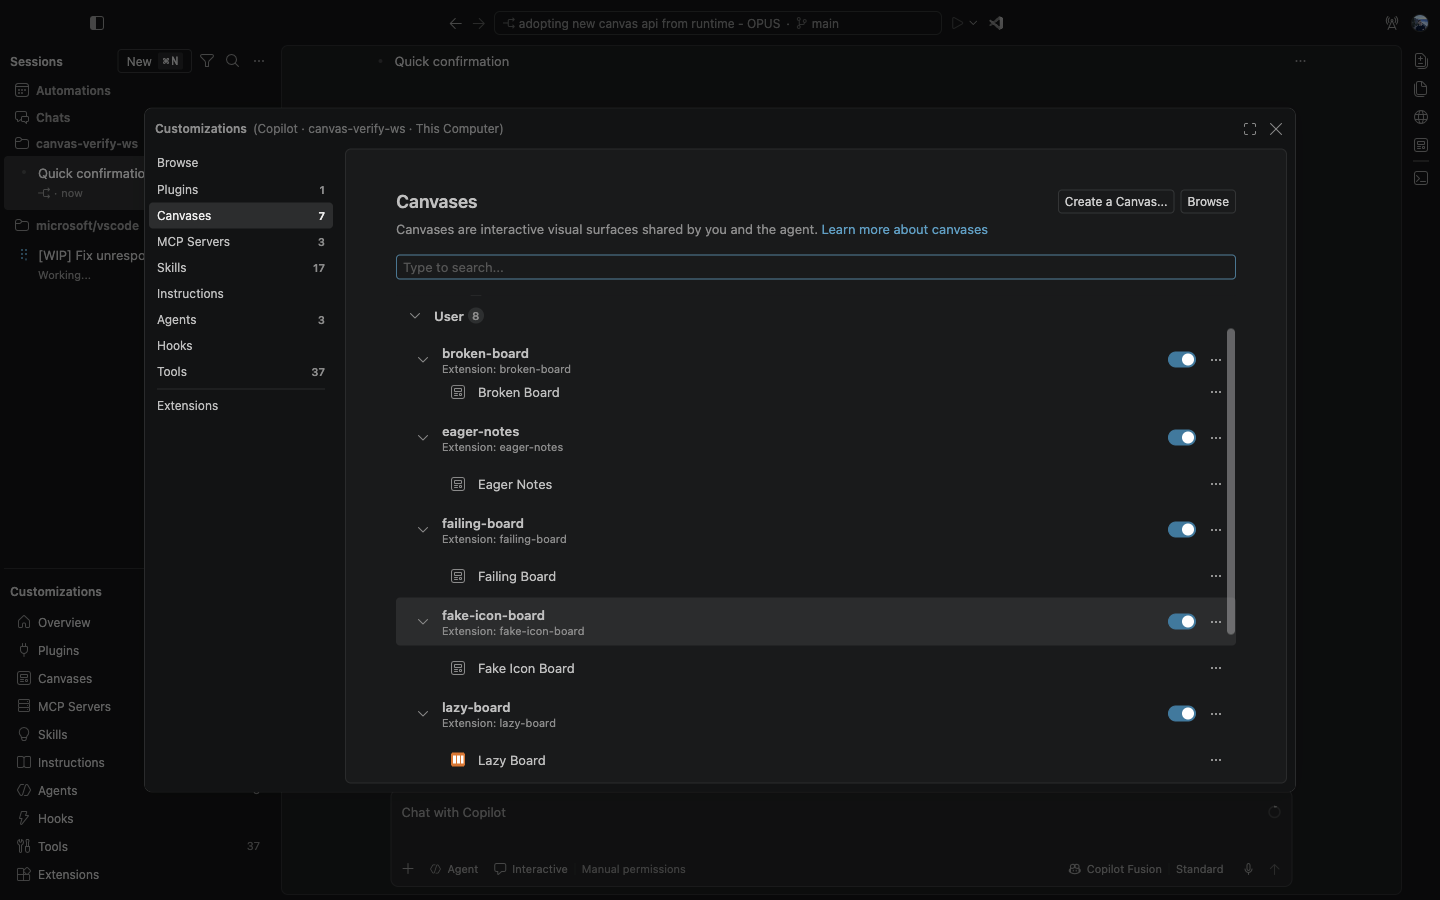 adopting new canvas api from runtime - OPUS · main
Sessions
New ⌘N
Automations
Chats
canvas-verify-ws
Quick confirmatio
· now
microsoft/vscode
[WIP] Fix unrespo
Working...
Quick confirmation
Customizations (Copilot · canvas-verify-ws · This Computer)
Browse
Plugins 1
Canvases 7
MCP Servers 3
Skills 17
Instructions
Agents 3
Hooks
Tools 37
Extensions
Canvases
Create a Canvas...
Browse
Canvases are interactive visual surfaces shared by you and the agent. Learn more about canvases
Type to search...
User 8
broken-board
Extension: broken-board
Broken Board
eager-notes
Extension: eager-notes
Eager Notes
failing-board
Extension: failing-board
Failing Board
fake-icon-board
Extension: fake-icon-board
Fake Icon Board
lazy-board
Extension: lazy-board
Lazy Board
Customizations
Overview
Plugins
Canvases
MCP Servers
Skills
Instructions
Agents
Hooks
Tools 37
Extensions
Chat with Copilot
Agent
Interactive
Manual permissions
Copilot Fusion
Standard